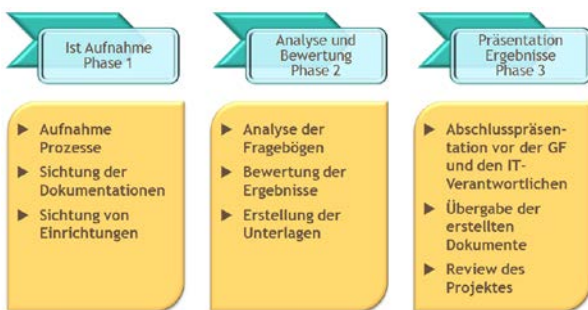 Ist Aufnahme
Phase 1
Aufnahme
Prozesse
Sichtung der
Dokumentationen
Sichtung von
Einrichtungen
Analyse und
Bewertung
Phase 2
Analyse der
Fragebögen
Bewertung der
Ergebnisse
Erstellung der
Unterlagen
Präsentation
Ergebnisse
Phase 3
Abschlusspräsen-
tation vor der GF
und den IT-
Verantwortlichen
Übergabe der
erstellten
Dokumente
Review des
Projektes